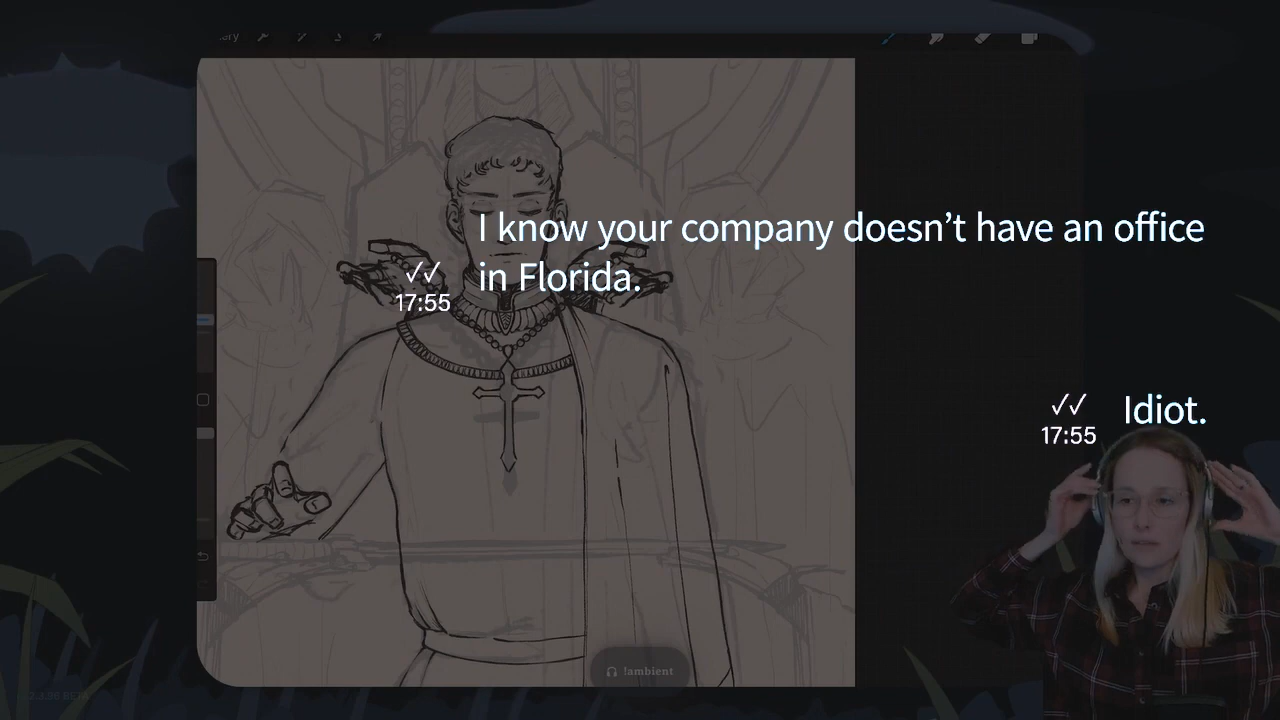 I know your company doesn’t have an office
in Florida.
✓✓
17:55
Idiot.
✓✓
17:55
!ambient